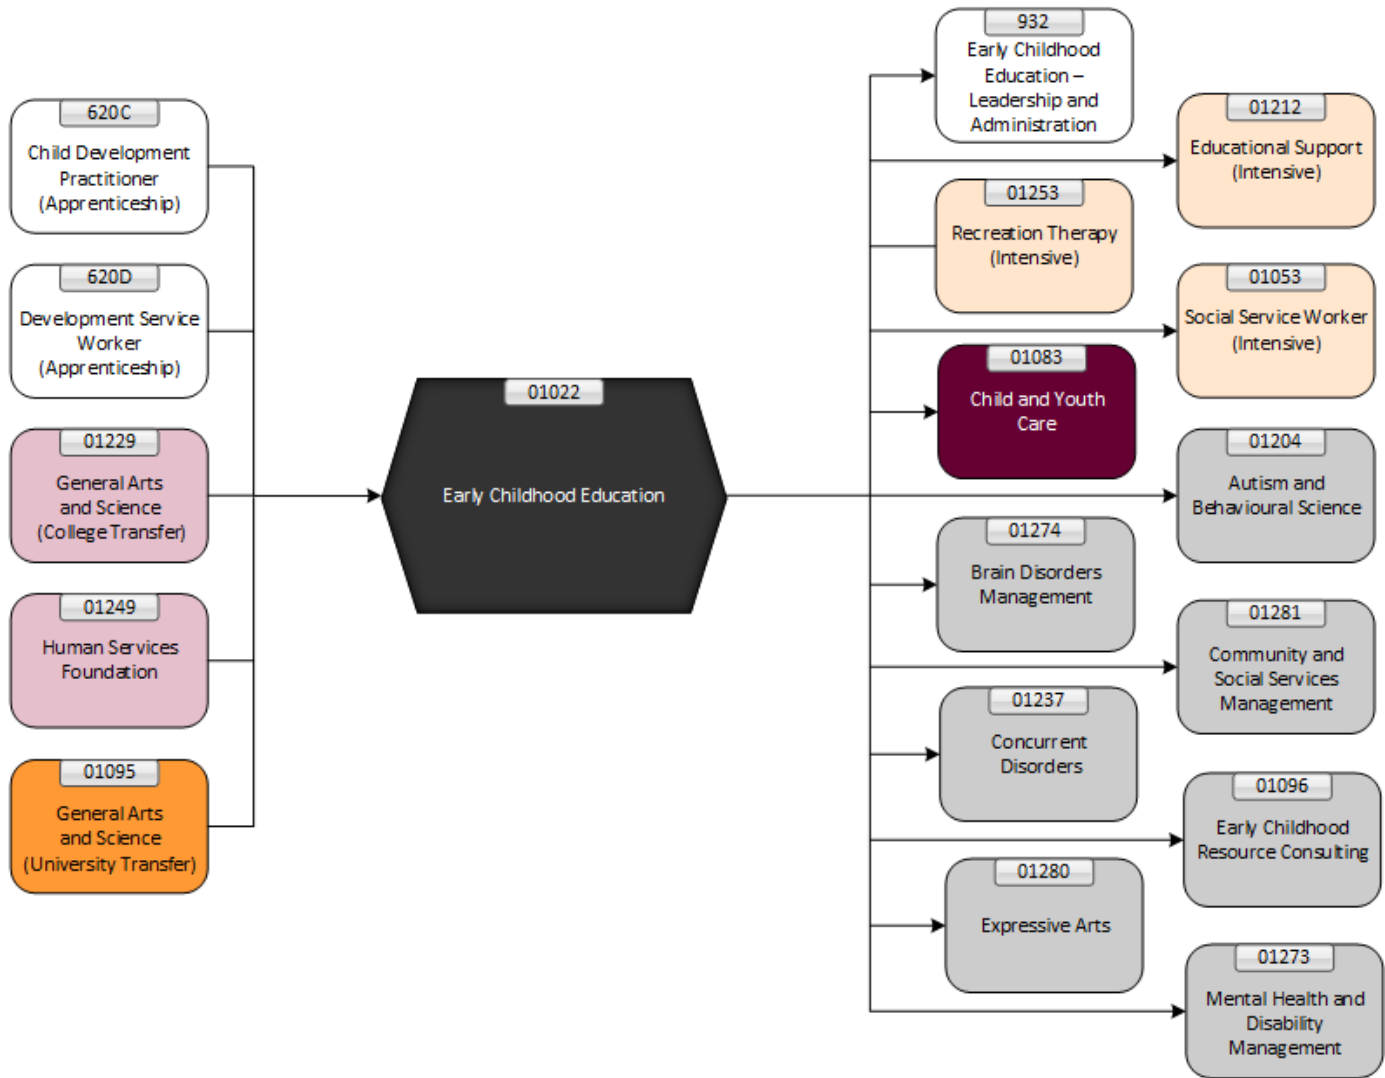 620C
Child Development
Practitioner
(Apprenticeship)
620D
Development Service
Worker
(Apprenticeship)
01229
General Arts
and Science
(College Transfer)
01249
Human Services
Foundation
01095
General Arts
and Science
(University Transfer)
01022
Early Childhood Education
932
Early Childhood
Education –
Leadership and
Administration
01212
Educational Support
(Intensive)
01253
Recreation Therapy
(Intensive)
01053
Social Service Worker
(Intensive)
01083
Child and Youth
Care
01204
Autism and
Behavioural Science
01274
Brain Disorders
Management
01281
Community and
Social Services
Management
01237
Concurrent
Disorders
01096
Early Childhood
Resource Consulting
01280
Expressive Arts
01273
Mental Health and
Disability
Management